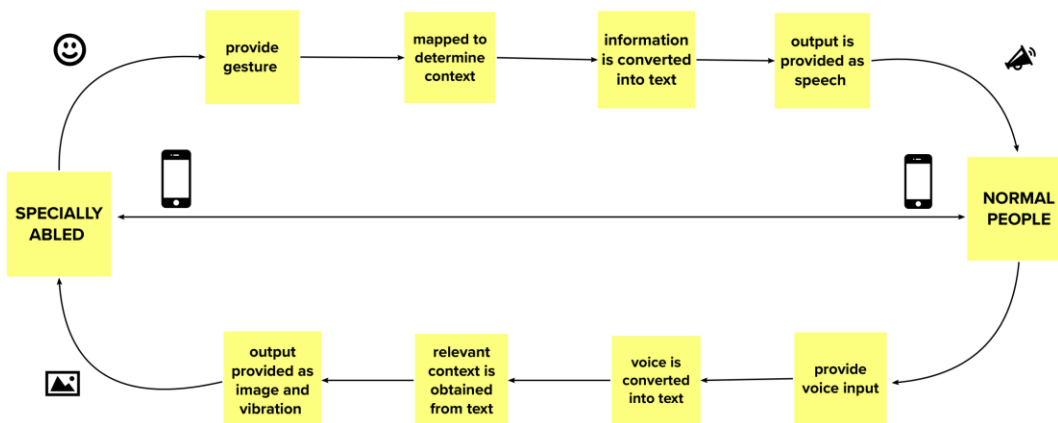 provide
gesture
mapped to
determine
context
information
is converted
into text
output is
provided as
speech
SPECIALLY
ABLED
NORMAL
PEOPLE
output
provided as
image and
vibration
relevant
context is
obtained
from text
voice is
converted
into text
provide
voice input